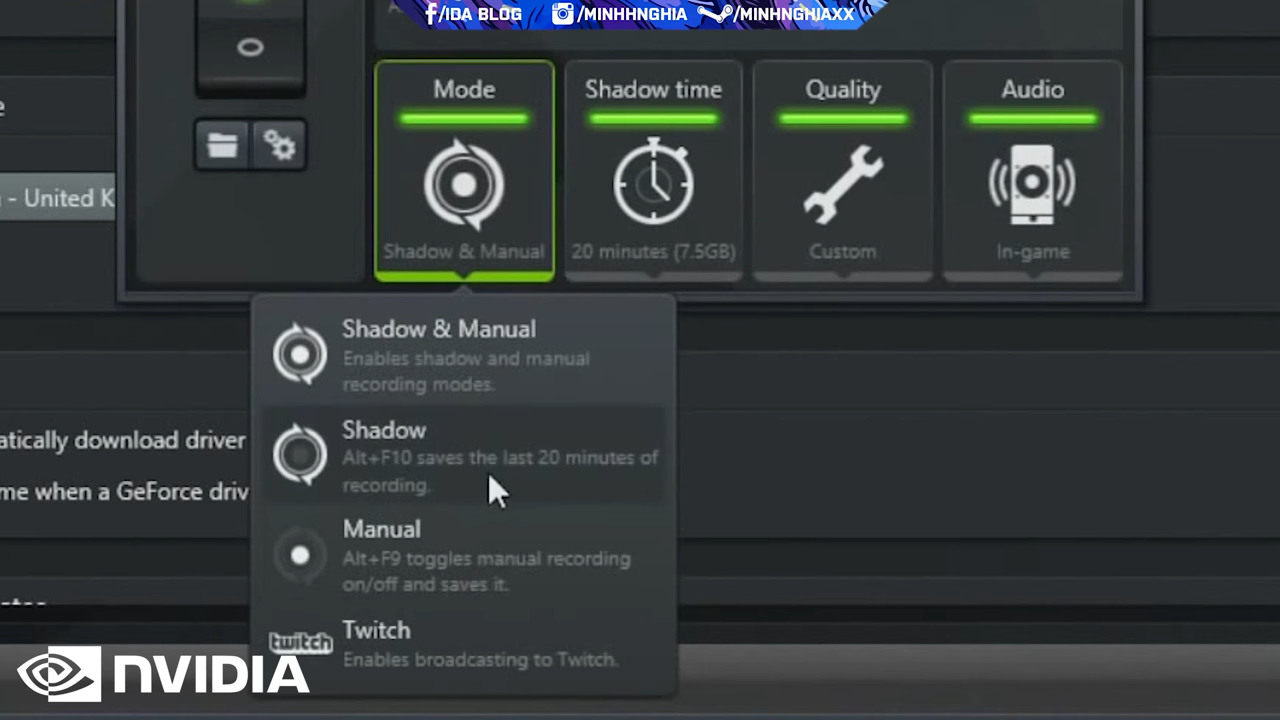 /IDA BLOG /MINHHNGHIA /MINHNGHIAXX
Mode Shadow time Quality Audio
Shadow & Manual 20 minutes (7.5GB) Custom In-game
- United K
Shadow & Manual
Enables shadow and manual
recording modes.
Shadow
Alt+F10 saves the last 20 minutes of
recording.
atically download driver
me when a GeForce driv
Manual
Alt+F9 toggles manual recording
on/off and saves it.
twitch
Twitch
Enables broadcasting to Twitch.
NVIDIA